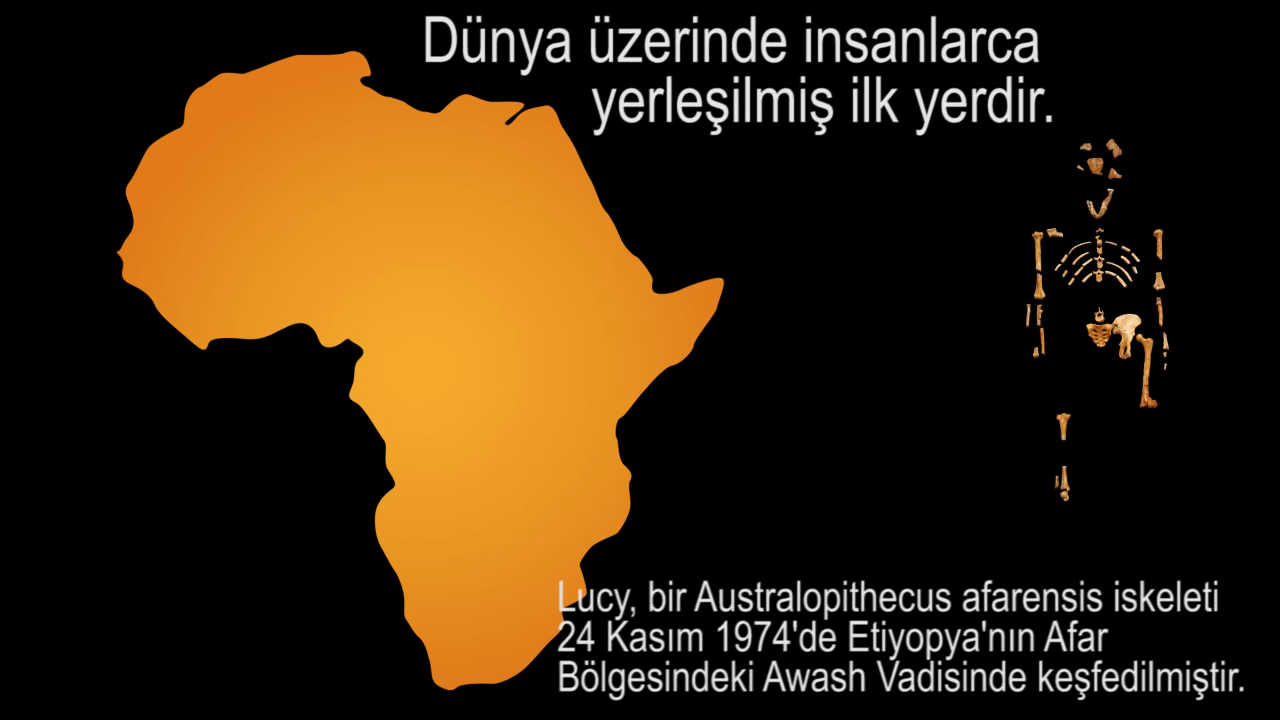 Dünya üzerinde insanlarca
yerleşilmiş ilk yerdir.
Lucy, bir Australopithecus afarensis iskeleti
24 Kasım 1974'de Etiyopya'nın Afar
Bölgesindeki Awash Vadisinde keşfedilmiştir.